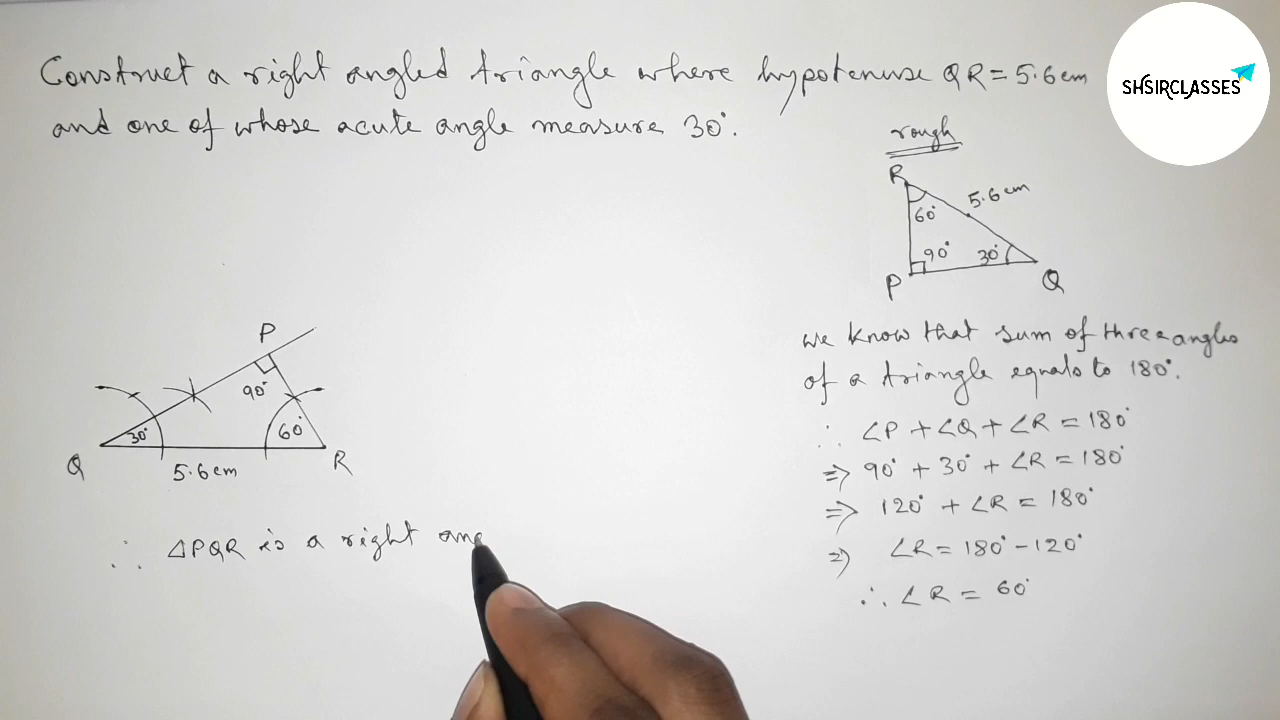 Construct a right angled triangle where hypotenuse QR = 5.6 cm
and one of whose acute angle measure 30°.
SHSIRCLASSES
rough
R
5.6 cm
60°
90°
30°
P
Q
we know that sum of three angles
of a triangle equals to 180°.
∴ ∠P + ∠Q + ∠R = 180°
⇒ 90° + 30° + ∠R = 180°
⇒ 120° + ∠R = 180°
⇒ ∠R = 180° - 120°
∴ ∠R = 60°
P
90°
30°
60°
Q
5.6 cm
R
∴ △PQR is a right ang